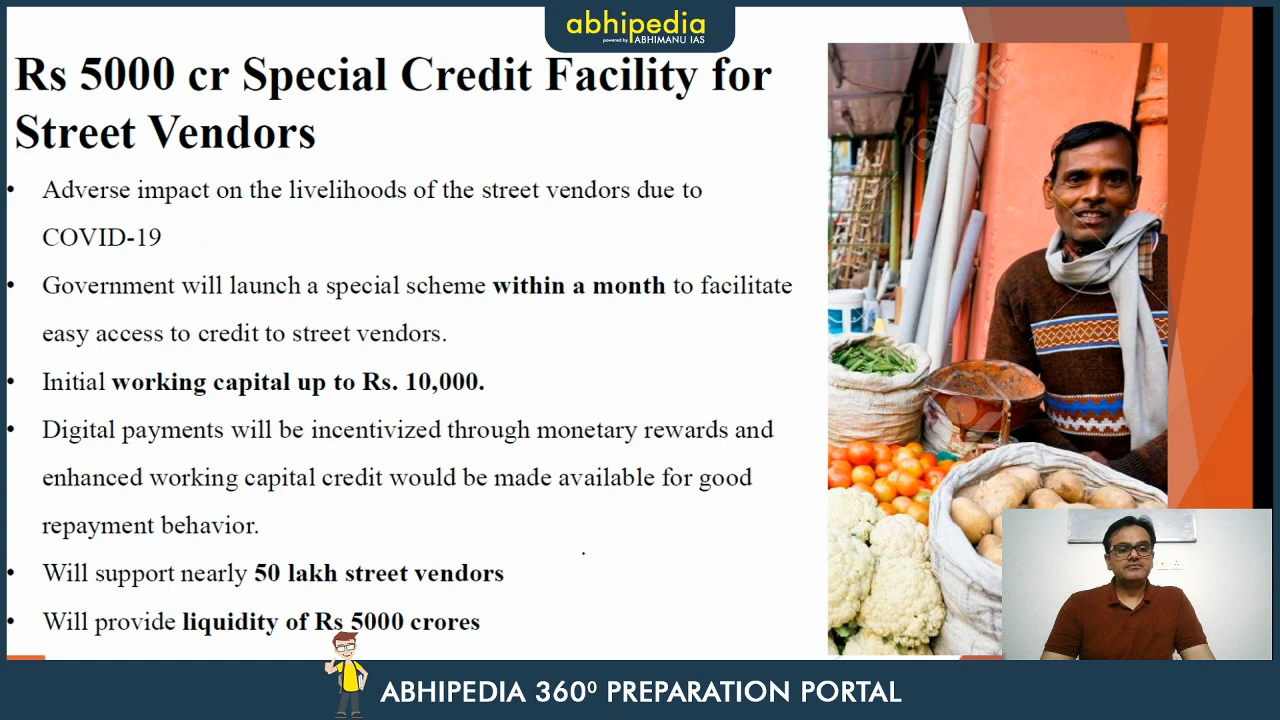 abhipedia
powered by ABHIMANU IAS
Rs 5000 cr Special Credit Facility for
Street Vendors
• Adverse impact on the livelihoods of the street vendors due to
COVID-19
• Government will launch a special scheme within a month to facilitate
easy access to credit to street vendors.
• Initial working capital up to Rs. 10,000.
• Digital payments will be incentivized through monetary rewards and
enhanced working capital credit would be made available for good
repayment behavior.
• Will support nearly 50 lakh street vendors
• Will provide liquidity of Rs 5000 crores
ABHIPEDIA 360⁰ PREPARATION PORTAL